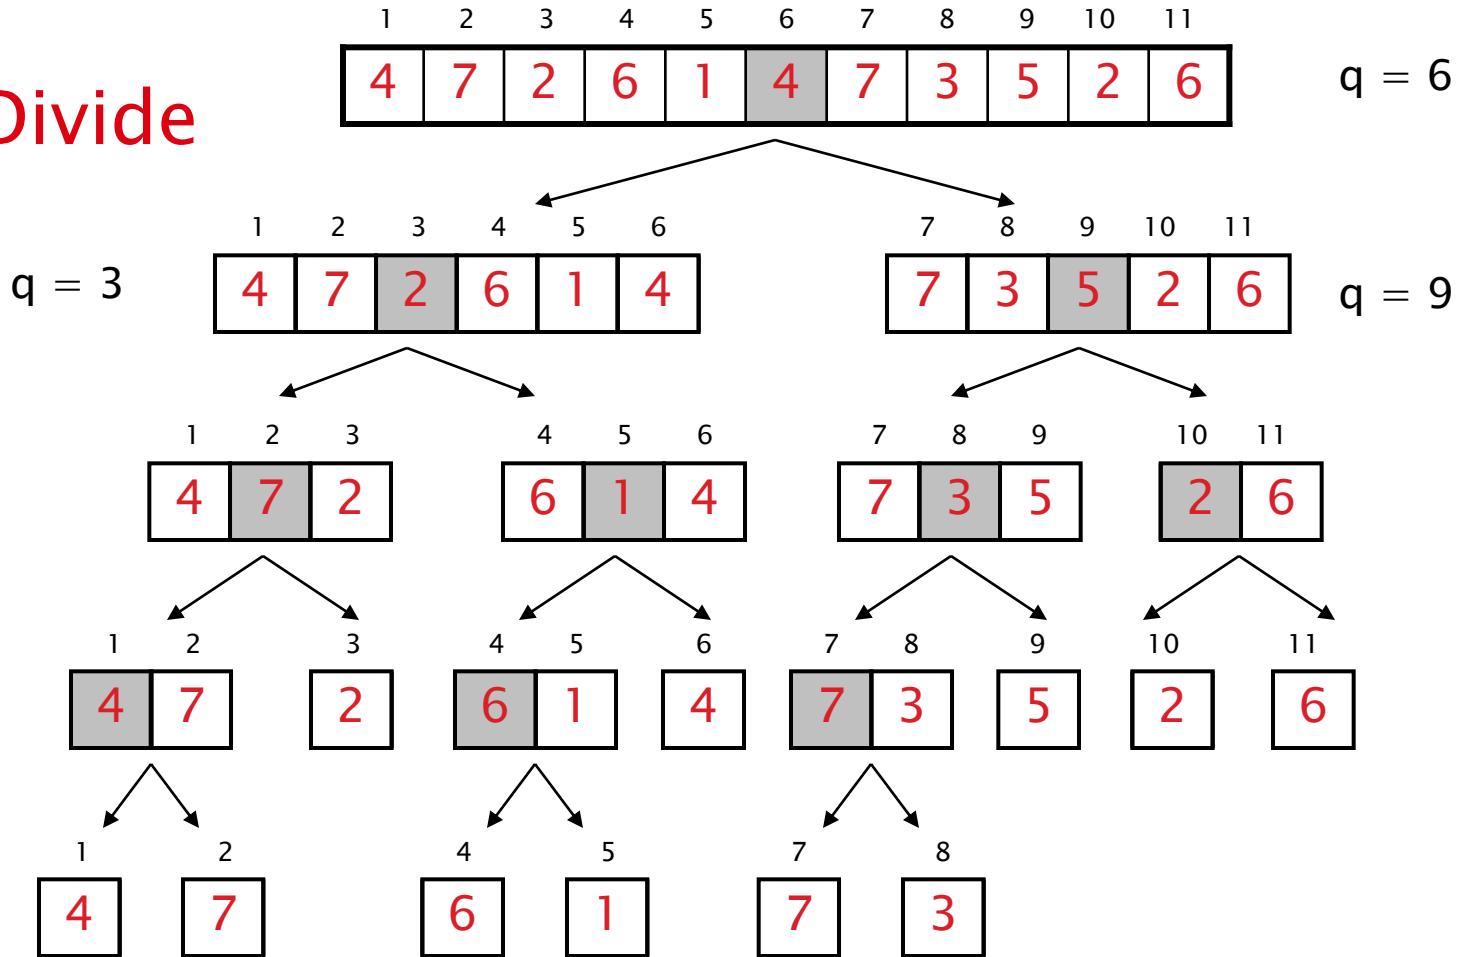 1 2 3 4 5 6 7 8 9 10 11
4 7 2 6 1 4 7 3 5 2 6 q = 6
Divide
1 2 3 4 5 6 7 8 9 10 11
q = 3 4 7 2 6 1 4 7 3 5 2 6 q = 9
1 2 3 4 5 6 7 8 9 10 11
4 7 2 6 1 4 7 3 5 2 6
1 2 3 4 5 6 7 8 9 10 11
4 7 2 6 1 4 7 3 5 2 6
1 2 4 5 7 8
4 7 6 1 7 3